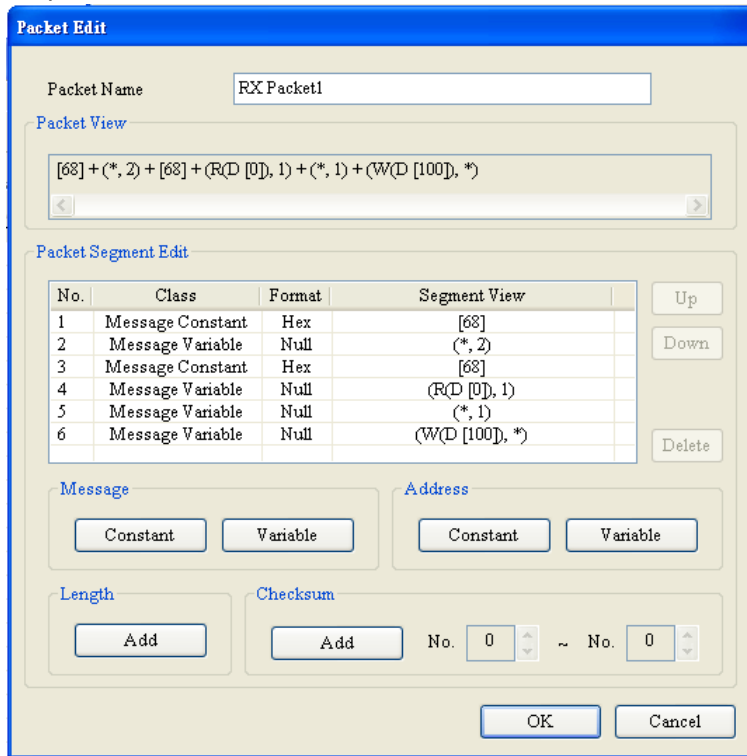 Packet Edit
Packet Name RX Packet1
Packet View
[68] + (*, 2) + [68] + (R(D [0]), 1) + (*, 1) + (W(D [100]), *)
Packet Segment Edit
No. Class Format Segment View
1 Message Constant Hex [68]
2 Message Variable Null (*, 2)
3 Message Constant Hex [68]
4 Message Variable Null (R(D [0]), 1)
5 Message Variable Null (*, 1)
6 Message Variable Null (W(D [100]), *)
Up
Down
Delete
Message Address
Constant Variable Constant Variable
Length Checksum
Add Add No. 0 ~ No. 0
OK Cancel